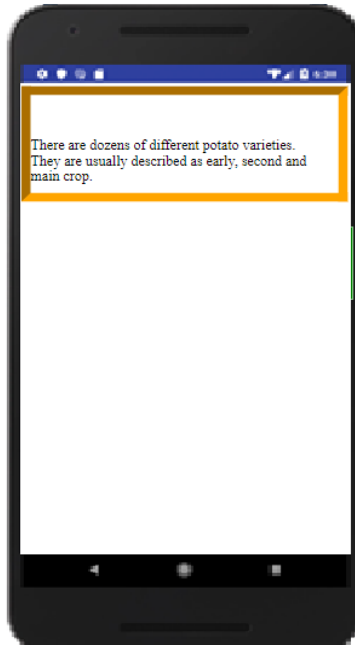 There are dozens of different potato varieties.
They are usually described as early, second and
main crop.